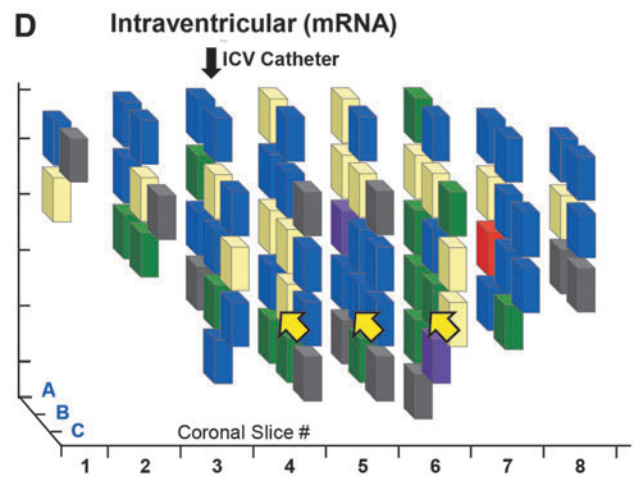 D
Intraventricular (mRNA)
ICV Catheter
A
B
C
Coronal Slice #
1 2 3 4 5 6 7 8